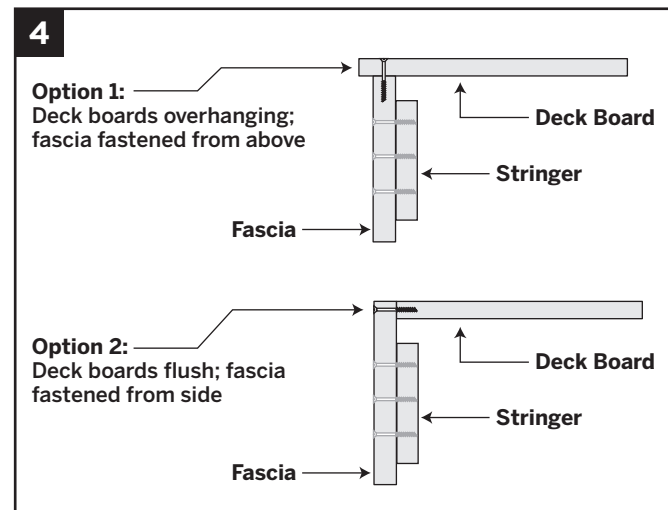 4
Option 1:
Deck boards overhanging;
fascia fastened from above
Deck Board
Stringer
Fascia
Option 2:
Deck boards flush; fascia
fastened from side
Deck Board
Stringer
Fascia